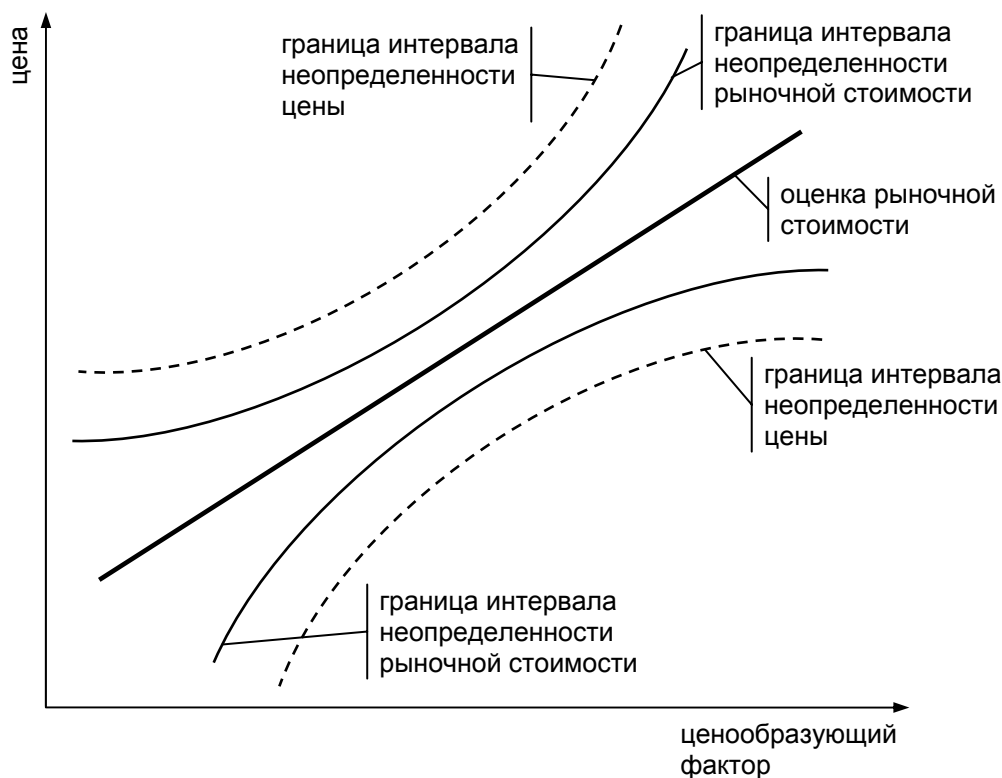 цена
граница интервала
неопределенности
цены
граница интервала
неопределенности
рыночной стоимости
оценка рыночной
стоимости
граница интервала
неопределенности
цены
граница интервала
неопределенности
рыночной стоимости
ценообразующий
фактор